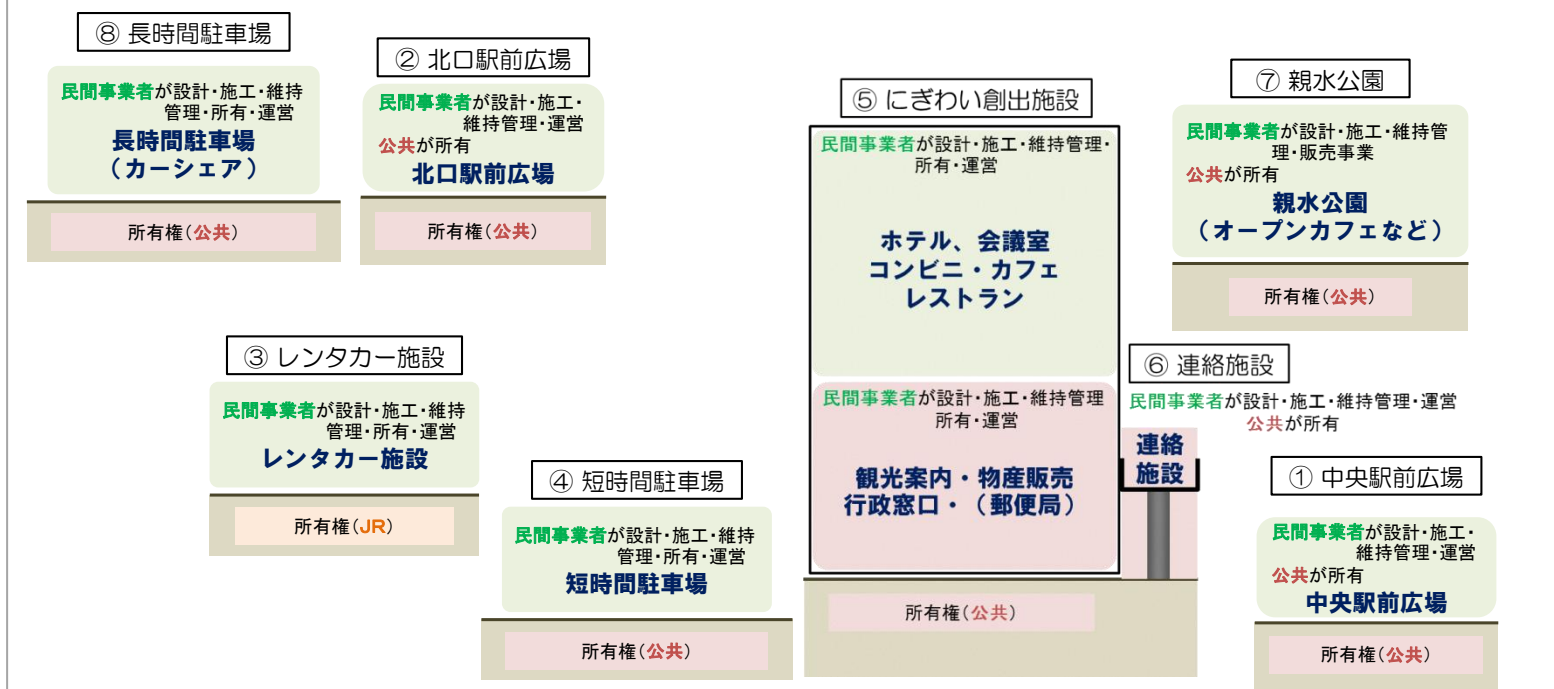 ⑧ 長時間駐車場
民間事業者が設計・施工・維持
管理・所有・運営
長時間駐車場
（カーシェア）
所有権（公共）
② 北口駅前広場
民間事業者が設計・施工・
維持管理・運営
公共が所有
北口駅前広場
所有権（公共）
⑤ にぎわい創出施設
民間事業者が設計・施工・維持管理・
所有・運営
ホテル、会議室
コンビニ・カフェ
レストラン
民間事業者が設計・施工・維持管理
所有・運営
観光案内・物産販売
行政窓口・（郵便局）
所有権（公共）
⑦ 親水公園
民間事業者が設計・施工・維持管
理・販売事業
公共が所有
親水公園
（オープンカフェなど）
所有権（公共）
③ レンタカー施設
民間事業者が設計・施工・維持
管理・所有・運営
レンタカー施設
所有権（JR）
④ 短時間駐車場
民間事業者が設計・施工・維持
管理・所有・運営
短時間駐車場
所有権（公共）
⑥ 連絡施設
民間事業者が設計・施工・維持管理・運営
公共が所有
連絡
施設
① 中央駅前広場
民間事業者が設計・施工・
維持管理・運営
公共が所有
中央駅前広場
所有権（公共）